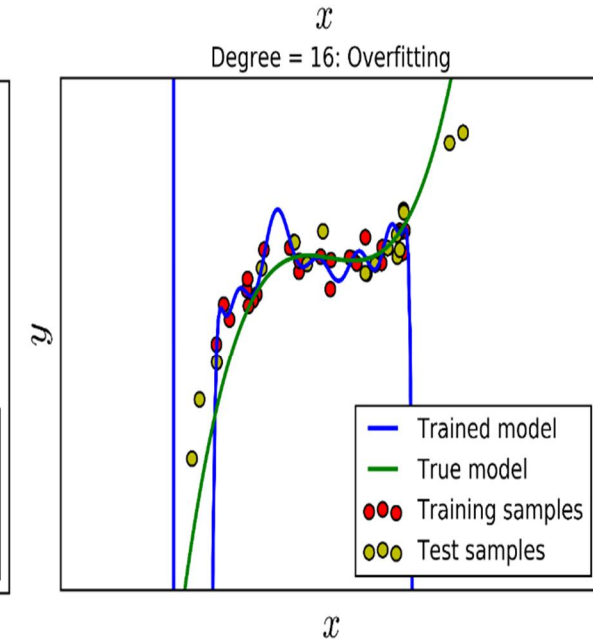 x
Degree = 16: Overfitting
y
Trained model
True model
Training samples
Test samples
x